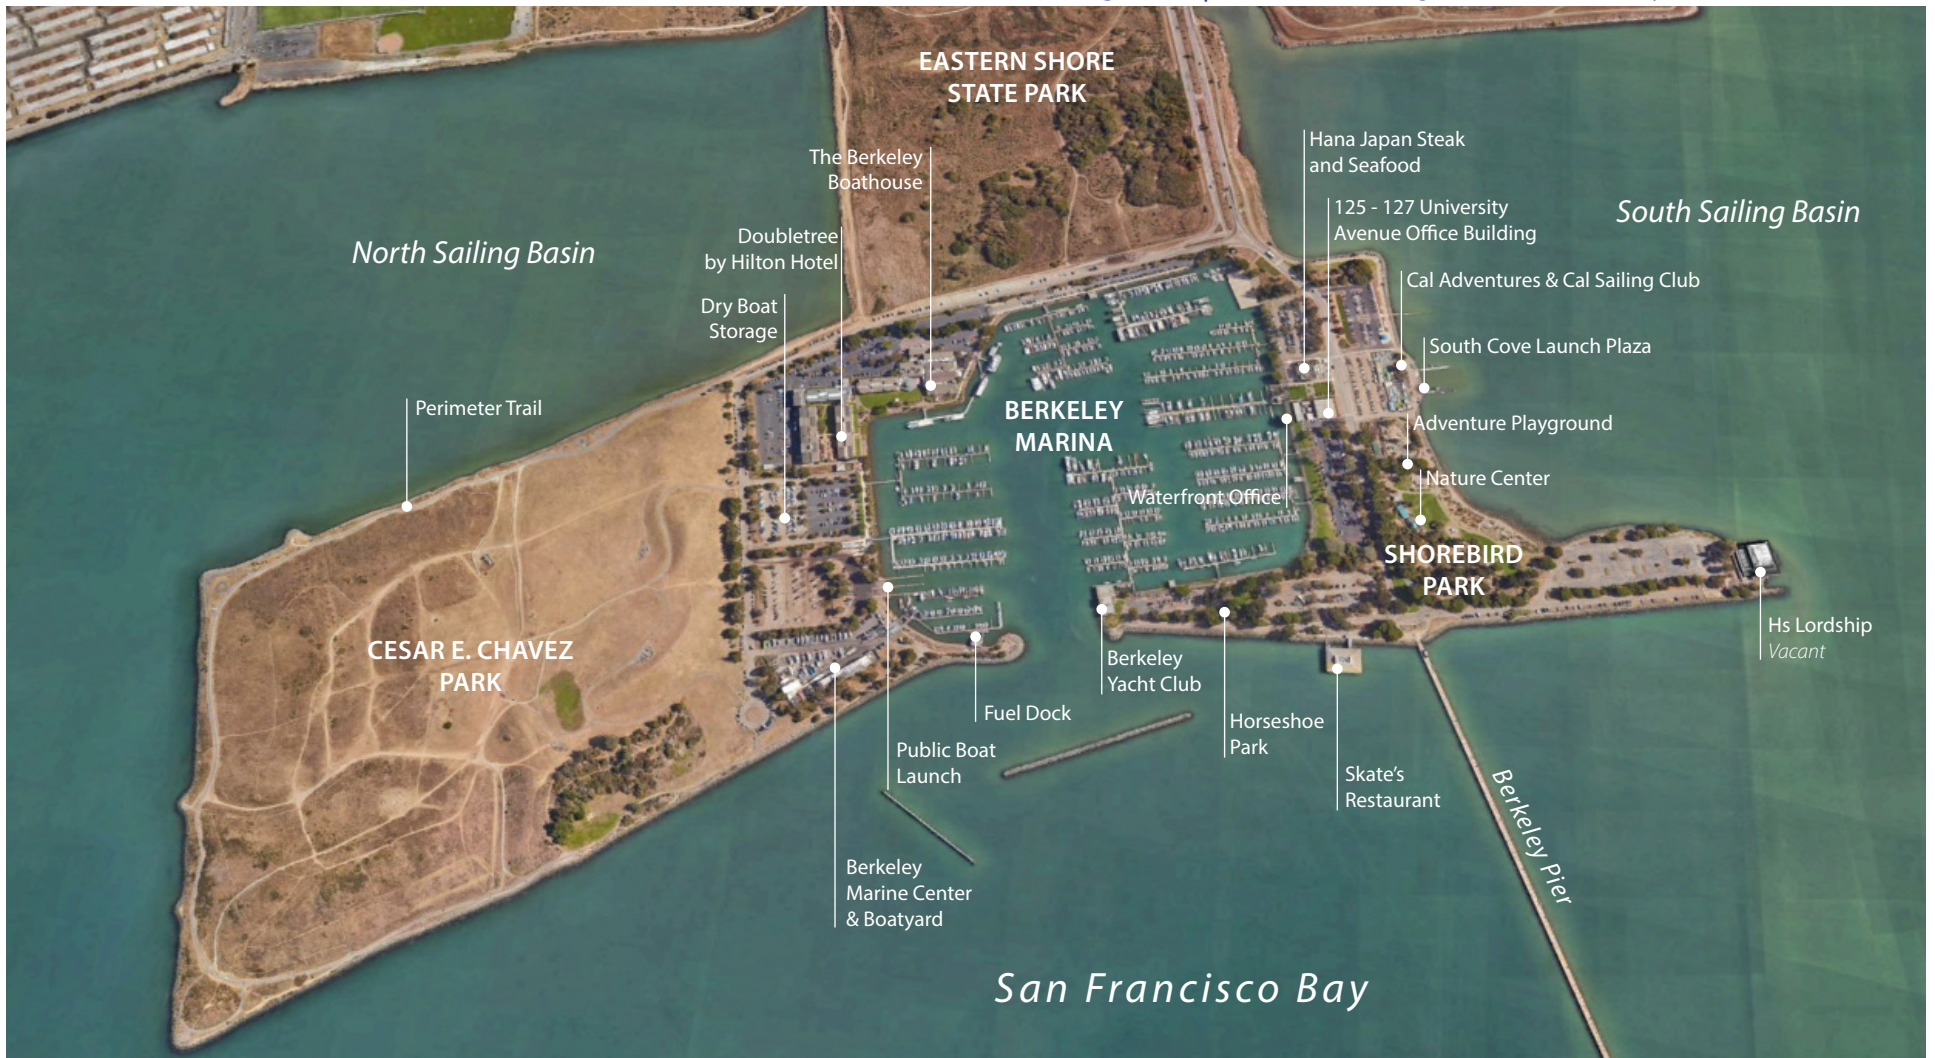 EASTERN SHORE
STATE PARK
Hana Japan Steak
and Seafood
The Berkeley
Boathouse
125 - 127 University
Avenue Office Building
South Sailing Basin
North Sailing Basin
Doubletree
by Hilton Hotel
Cal Adventures & Cal Sailing Club
Dry Boat
Storage
South Cove Launch Plaza
Perimeter Trail
BERKELEY
MARINA
Adventure Playground
Nature Center
Waterfront Office
SHOREBIRD
PARK
CESAR E. CHAVEZ
PARK
Hs Lordship
Vacant
Berkeley
Yacht Club
Fuel Dock
Horseshoe
Park
Public Boat
Launch
Skate's
Restaurant
Berkeley Pier
Berkeley
Marine Center
& Boatyard
San Francisco Bay